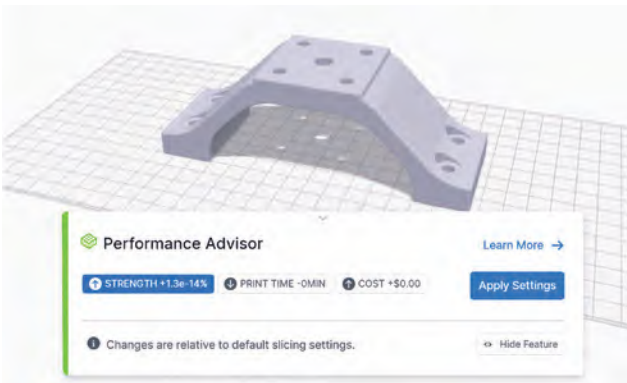 Performance Advisor
Learn More →
STRENGTH +1.3e-14% PRINT TIME -0MIN COST +$0.00
Apply Settings
Changes are relative to default slicing settings.
Hide Feature